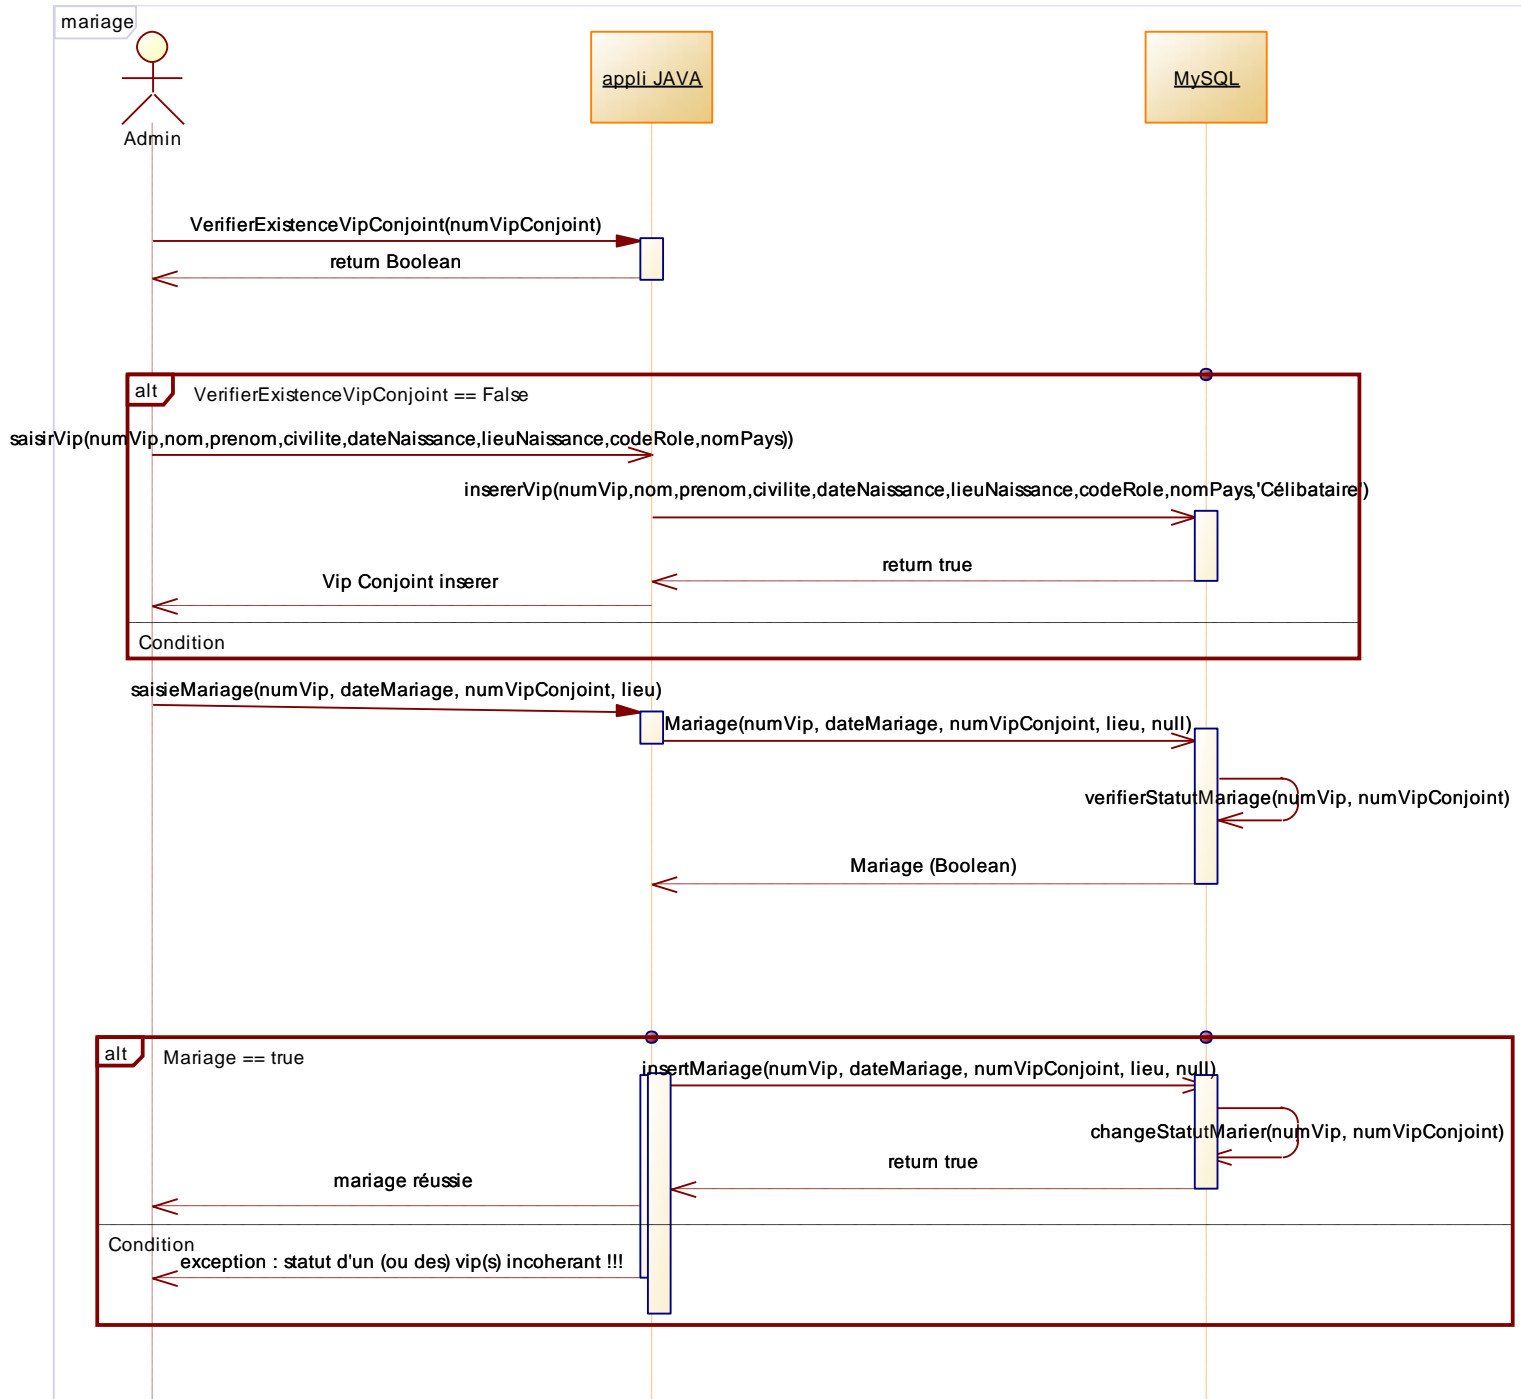 mariage
Admin
appli JAVA
MySQL
VerifierExistenceVipConjoint(numVipConjoint)
return Boolean
alt
VerifierExistenceVipConjoint == False
saisirVip(numVip,nom,prenom,civilite,dateNaissance,lieuNaissance,codeRole,nomPays))
insererVip(numVip,nom,prenom,civilite,dateNaissance,lieuNaissance,codeRole,nomPays,'Célibataire')
return true
Vip Conjoint inserer
Condition
saisieMariage(numVip, dateMariage, numVipConjoint, lieu)
Mariage(numVip, dateMariage, numVipConjoint, lieu, null)
verifierStatutMariage(numVip, numVipConjoint)
Mariage (Boolean)
alt
Mariage == true
insertMariage(numVip, dateMariage, numVipConjoint, lieu, null)
changeStatutMarier(numVip, numVipConjoint)
return true
mariage réussie
Condition
exception : statut d'un (ou des) vip(s) incoherant !!!